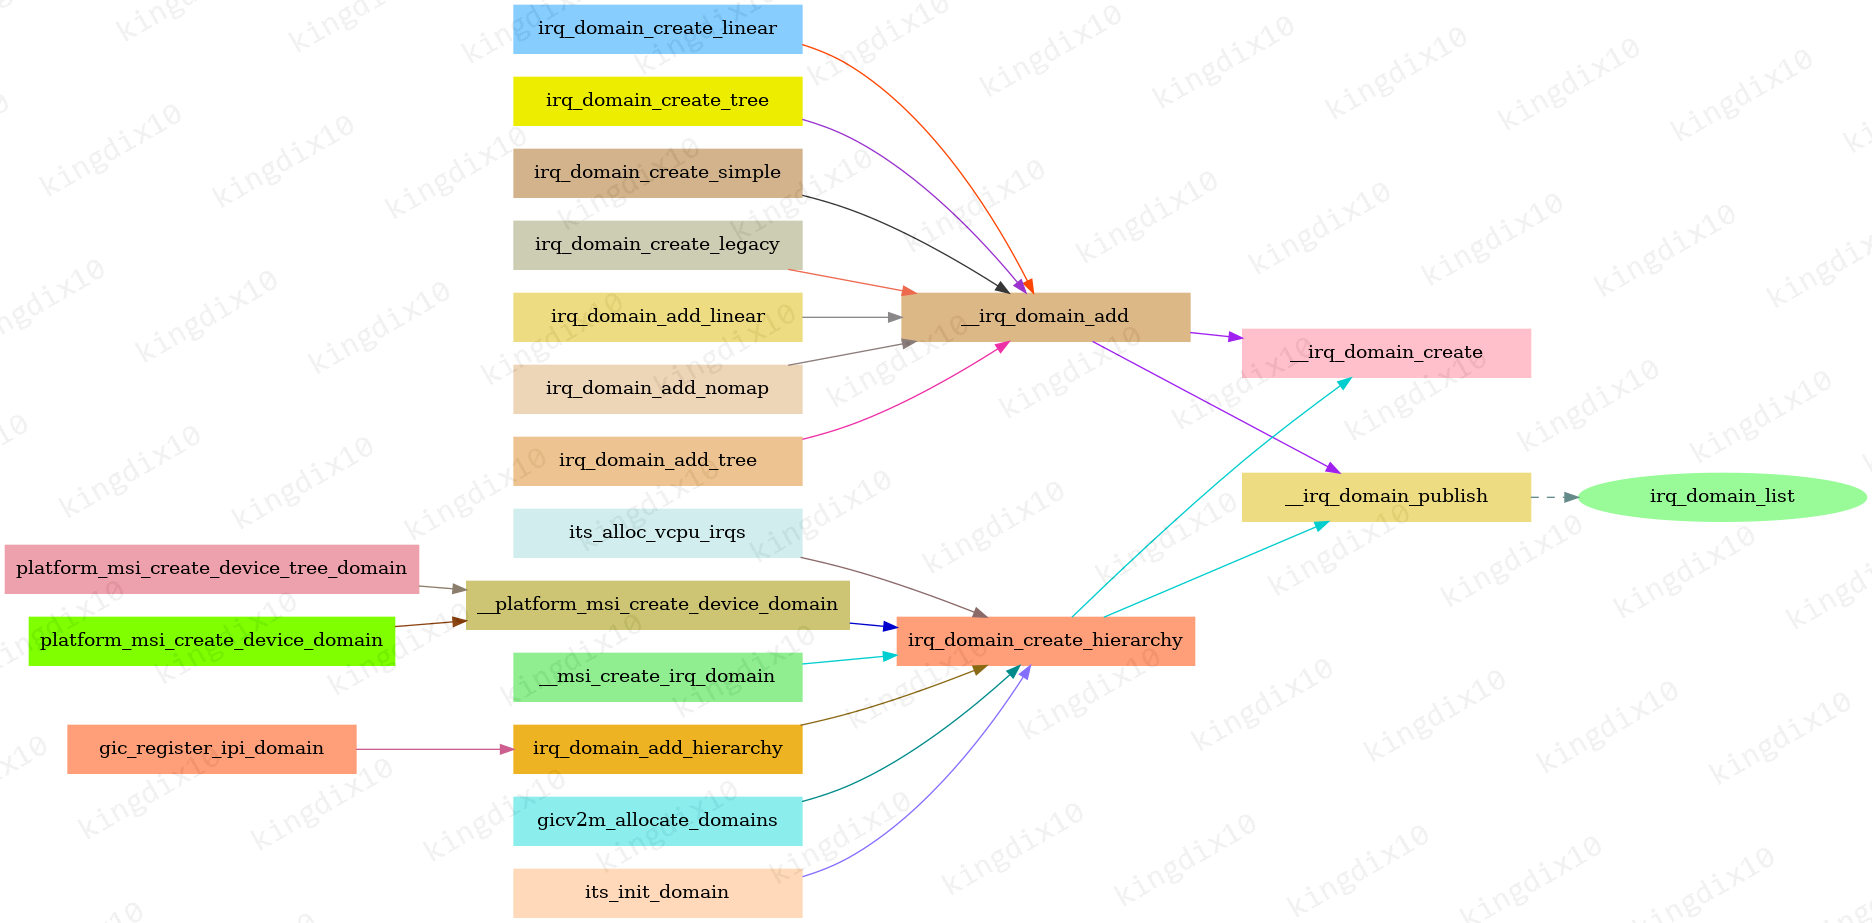 irq_domain_create_linear
irq_domain_create_tree
irq_domain_create_simple
irq_domain_create_legacy
irq_domain_add_linear
__irq_domain_add
__irq_domain_create
irq_domain_add_nomap
irq_domain_add_tree
__irq_domain_publish
irq_domain_list
its_alloc_vcpu_irqs
platform_msi_create_device_tree_domain
__platform_msi_create_device_domain
platform_msi_create_device_domain
irq_domain_create_hierarchy
__msi_create_irq_domain
gic_register_ipi_domain
irq_domain_add_hierarchy
gicv2m_allocate_domains
its_init_domain
kingdix10